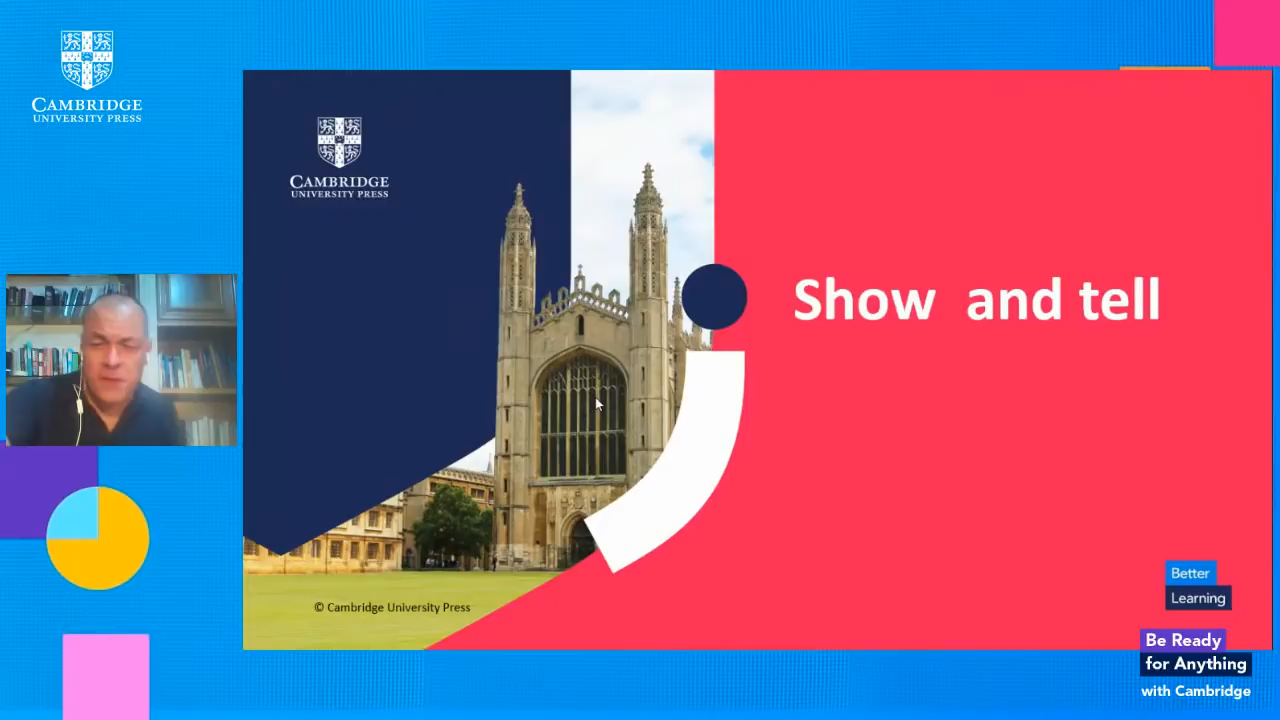 CAMBRIDGE
UNIVERSITY PRESS
CAMBRIDGE
UNIVERSITY PRESS
Show and tell
© Cambridge University Press
Better
Learning
Be Ready
for Anything
with Cambridge